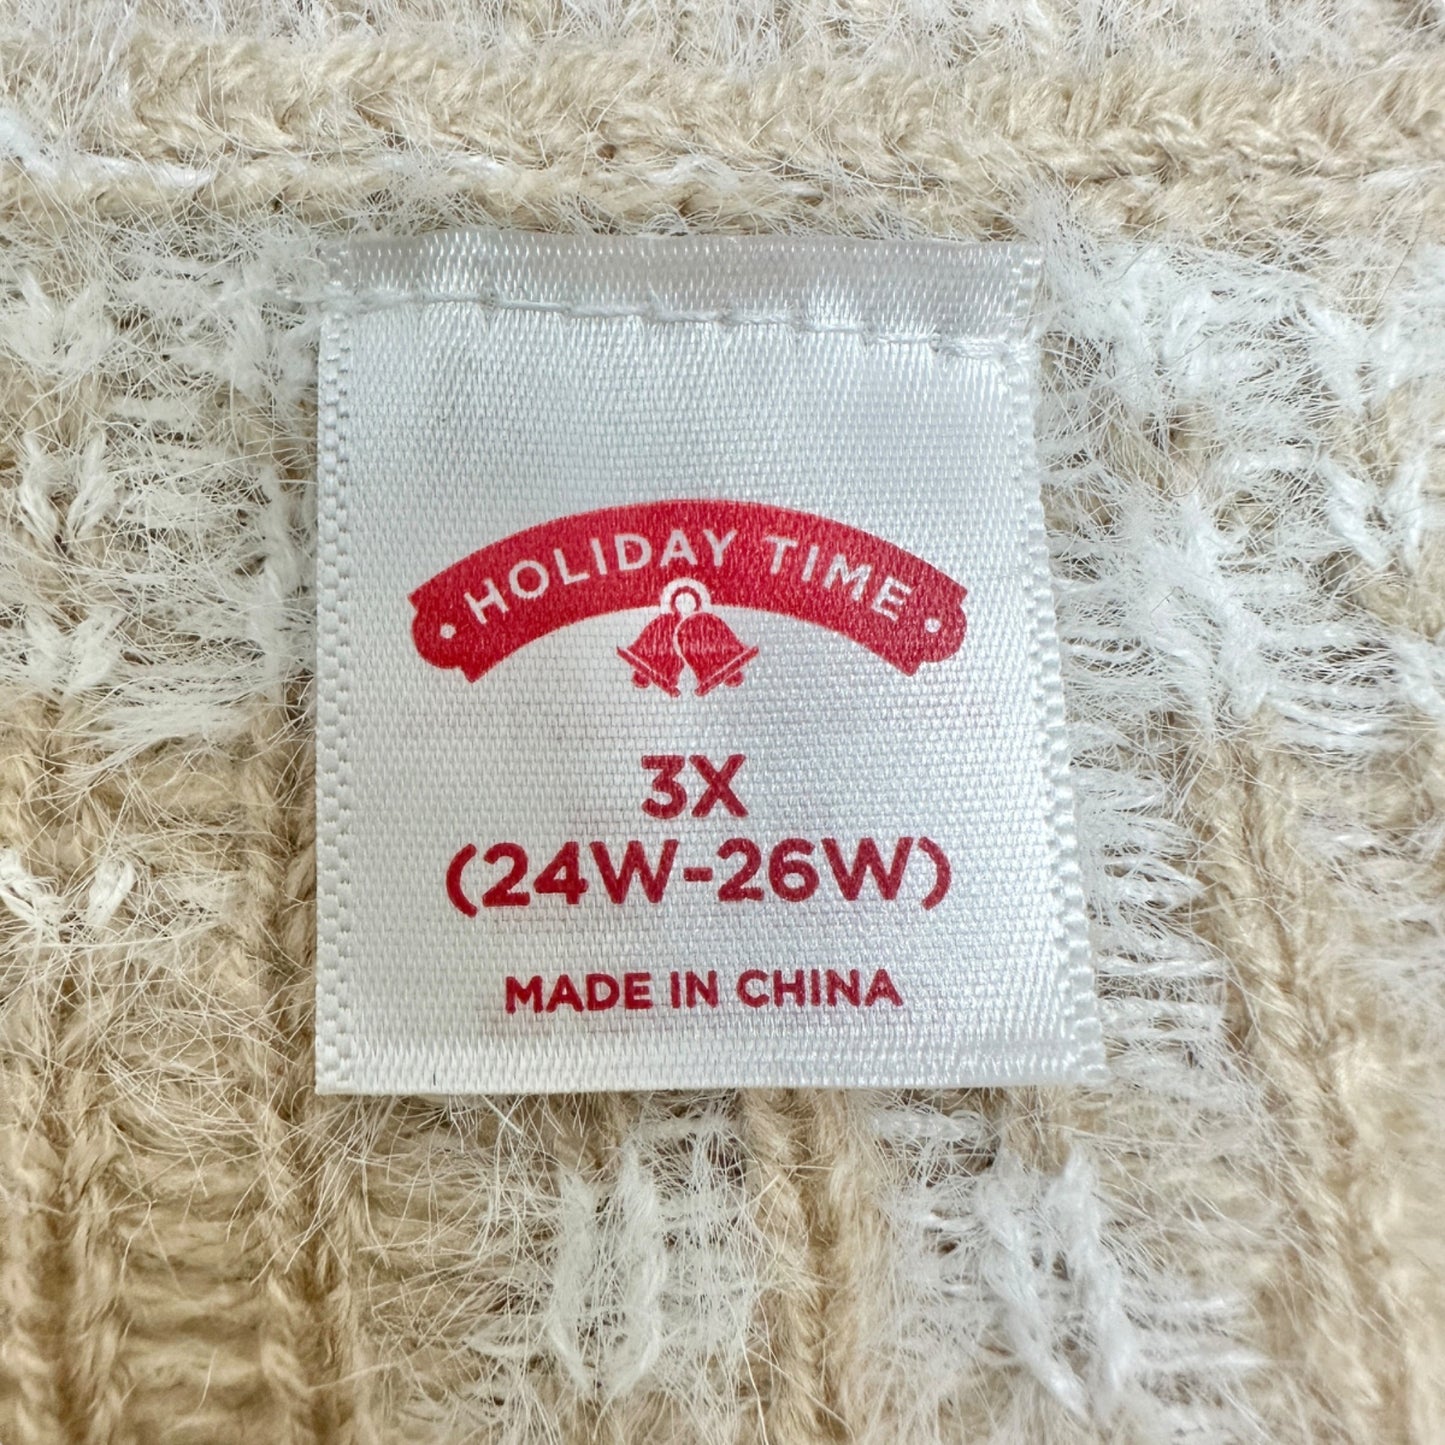 HOLIDAY TIME
3X
(24W-26W)
MADE IN CHINA